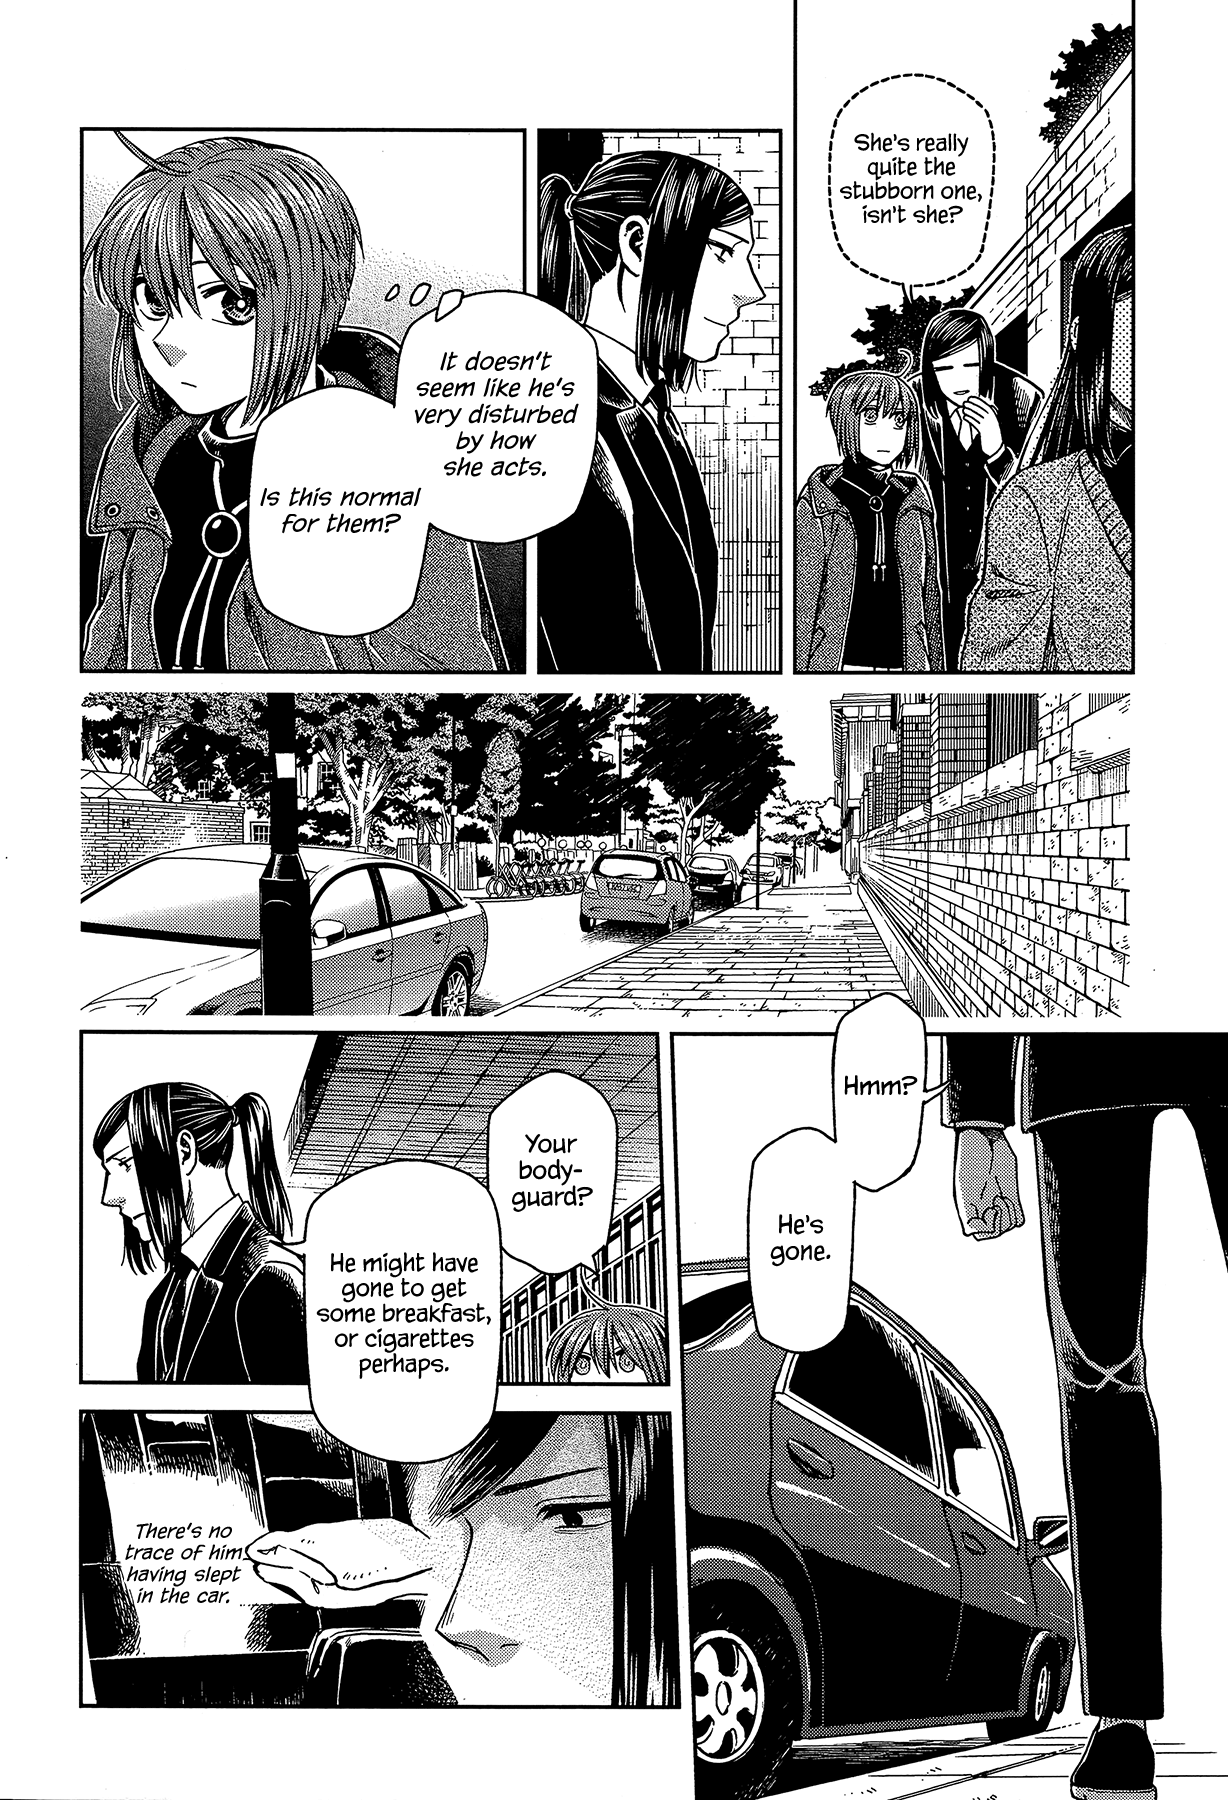 She's really
quite the
stubborn one,
isn't she?
It doesn't
seem like he's
very disturbed
by how
she acts.
Is this normal
for them?
Hmm?
He's
gone.
Your
body-
guard?
He might have
gone to get
some breakfast,
or cigarettes
perhaps.
There's no
trace of him
having slept
in the car.